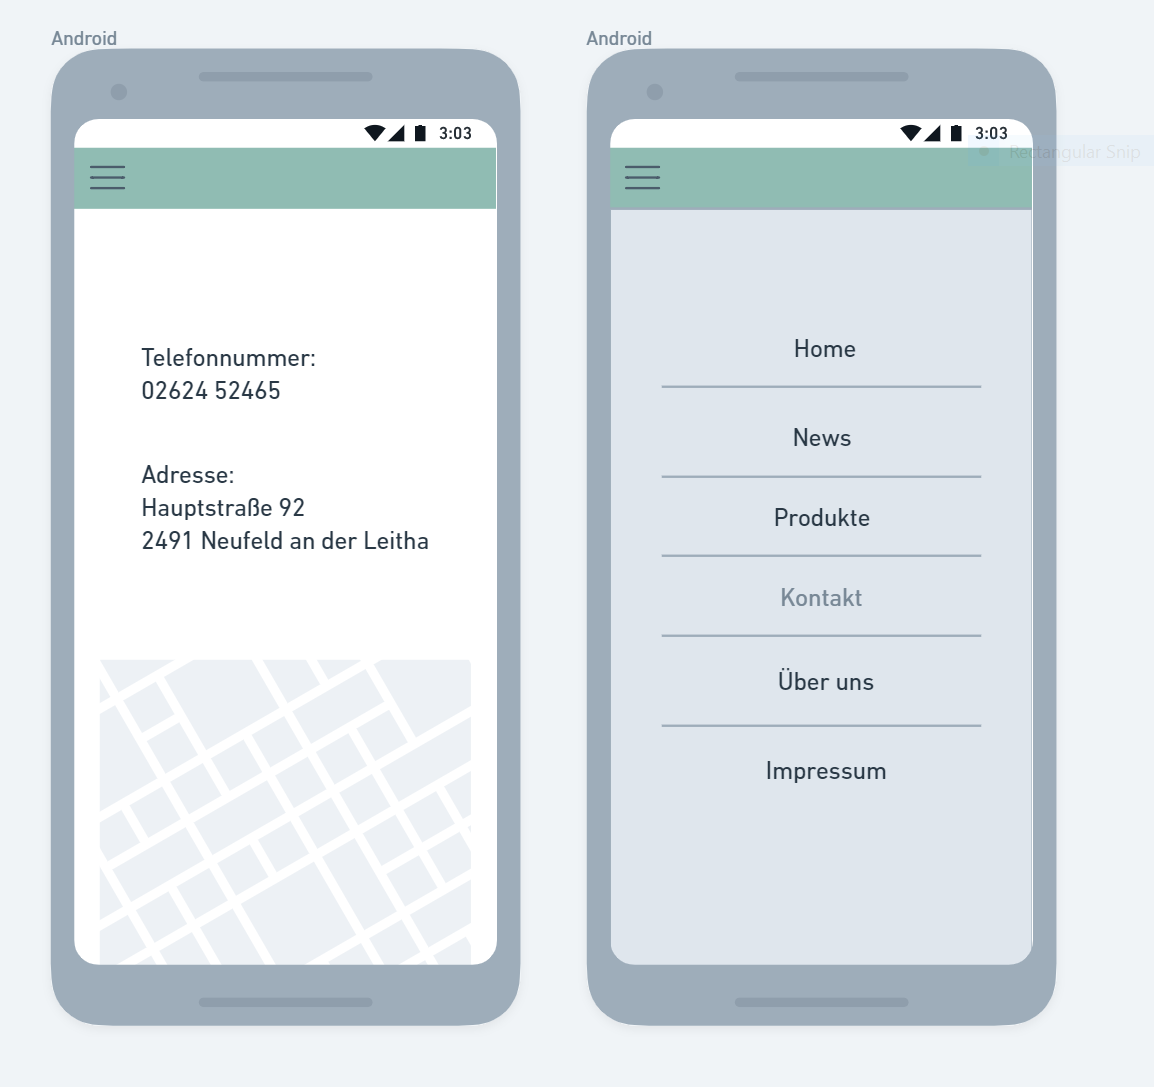 Android
3:03
Telefonnummer:
02624 52465
Adresse:
Hauptstraße 92
2491 Neufeld an der Leitha
Android
3:03
Rectangular Snip
Home
News
Produkte
Kontakt
Über uns
Impressum